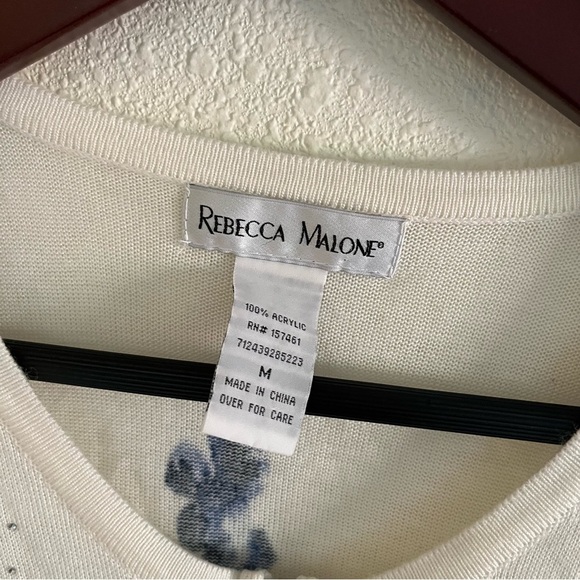 REBECCA MALONE®
100% ACRYLIC
RN# 157461
712439285223
M
MADE IN CHINA
OVER FOR CARE